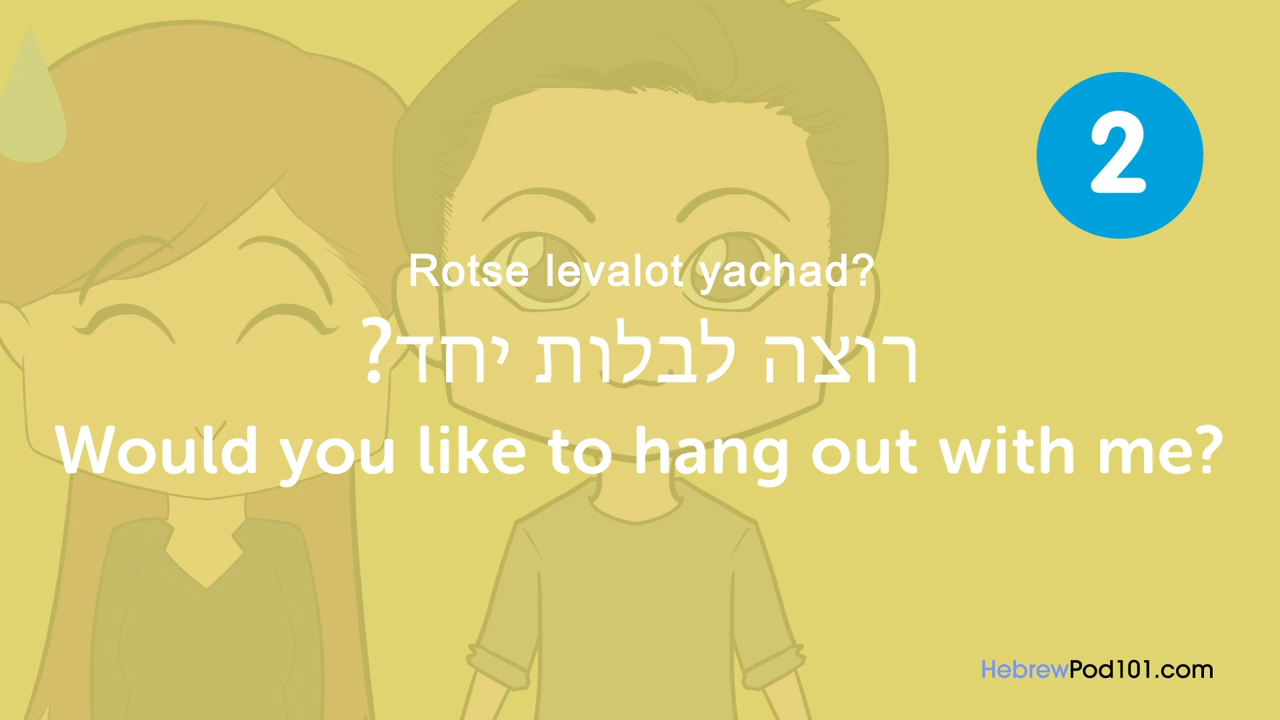 2
Rotse levalot yachad?
רוצה לבלות יחד?
Would you like to hang out with me?
HebrewPod101.com